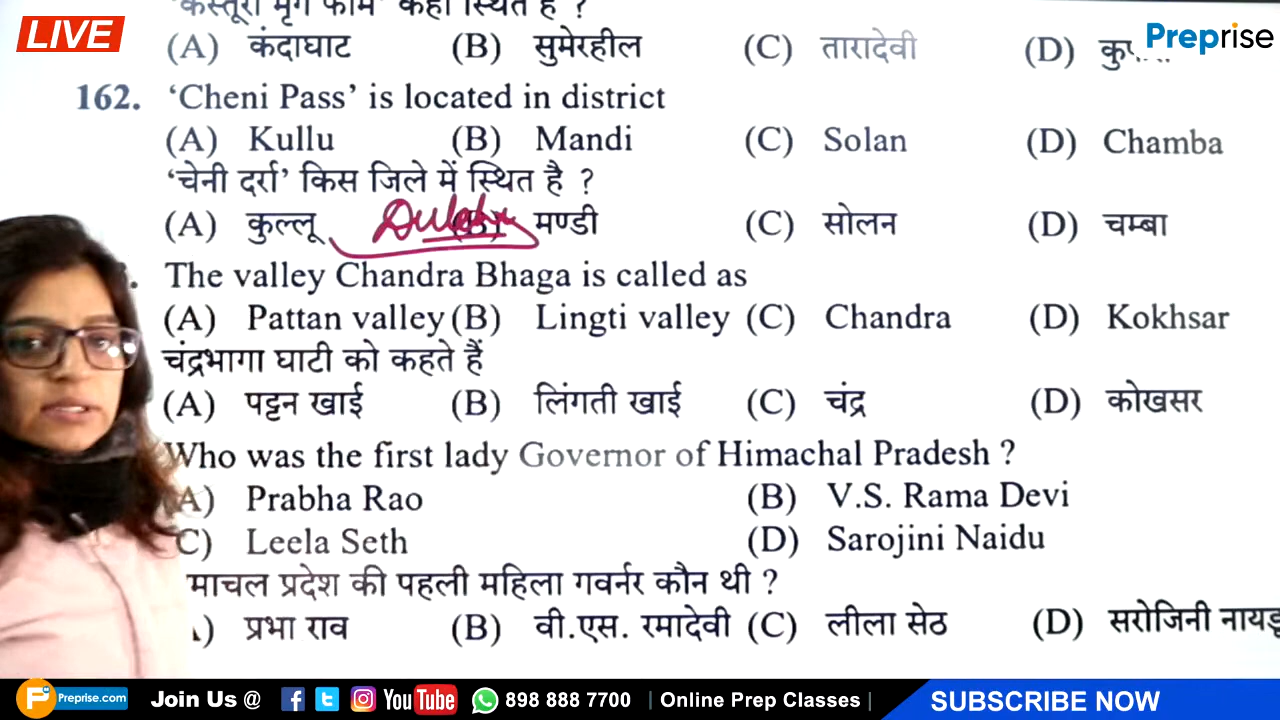 LIVE
Preprise
'कस्तूरी मृग फार्म' कहाँ स्थित है ?
(A) कंदाघाट (B) सुमेरहील (C) तारादेवी (D)
162. 'Cheni Pass' is located in district
(A) Kullu (B) Mandi (C) Solan (D) Chamba
'चेनी दर्रा' किस जिले में स्थित है ?
(A) कुल्लू (B) मण्डी (C) सोलन (D) चम्बा
The valley Chandra Bhaga is called as
(A) Pattan valley (B) Lingti valley (C) Chandra (D) Kokhsar
चंद्रभागा घाटी को कहते हैं
(A) पट्टन खाई (B) लिंगती खाई (C) चंद्र (D) कोखसर
Who was the first lady Governor of Himachal Pradesh ?
A) Prabha Rao (B) V.S. Rama Devi
C) Leela Seth (D) Sarojini Naidu
माचल प्रदेश की पहली महिला गवर्नर कौन थी ?
) प्रभा राव (B) वी.एस. रमादेवी (C) लीला सेठ (D) सरोजिनी नायडू
Preprise.com Join Us @ YouTube 898 888 7700 | Online Prep Classes | SUBSCRIBE NOW